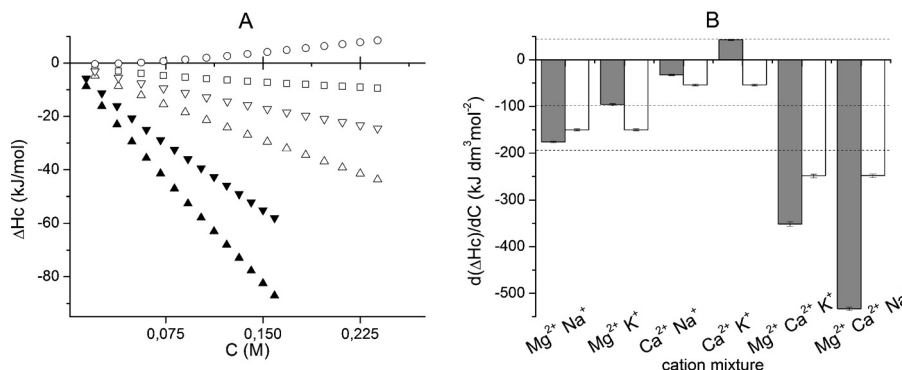 A
0
-20
-40
-60
-80
ΔHc (kJ/mol)
0,075
0,150
0,225
C (M)
B
0
-100
-200
-300
-400
-500
d(ΔHc)/dC (kJ dm³mol⁻²)
Mg²⁺ Na⁺
Mg²⁺ K⁺
Ca²⁺ Na⁺
Ca²⁺ K⁺
Mg²⁺ Ca²⁺ K⁺
Mg²⁺ Ca²⁺ Na
cation mixture